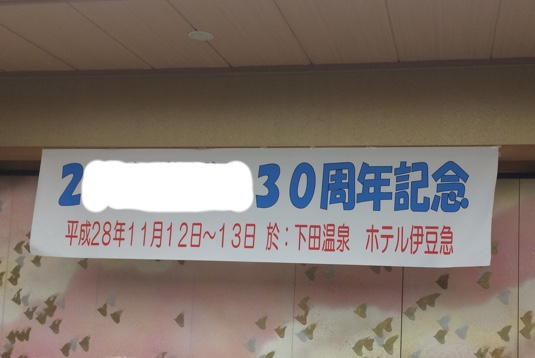 2 30周年記念
平成28年11月12日〜13日 於:下田温泉 ホテル伊豆急